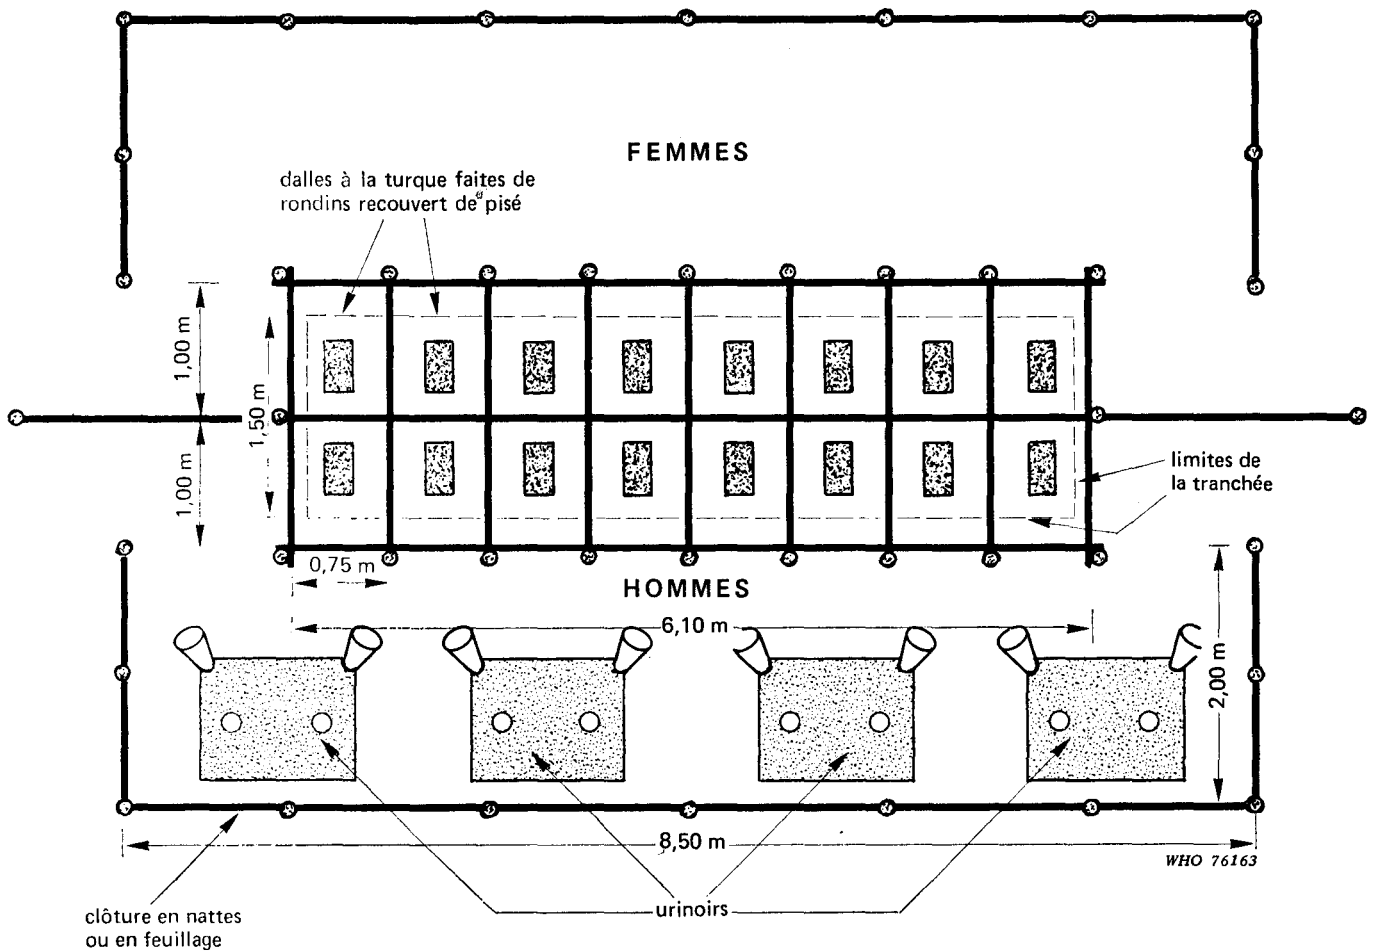 FEMMES
dalles à la turque faites de
rondins recouvert de pisé
1,00 m
1,50 m
1,00 m
limites de
la tranchée
0,75 m
HOMMES
6,10 m
2,00 m
8,50 m
WHO 76163
urinoirs
clôture en nattes
ou en feuillage